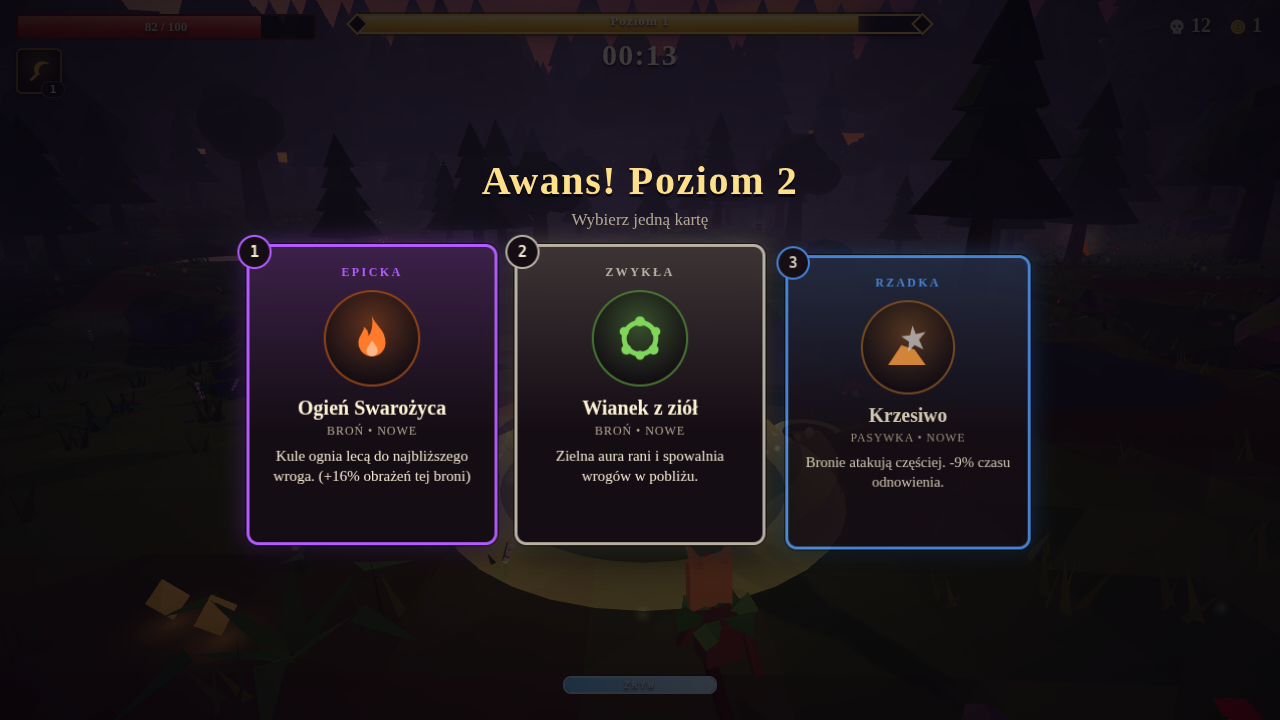 82 / 100
Poziom 1
12
1
00:13
1
Awans! Poziom 2
Wybierz jedną kartę
1
EPICKA
Ogień Swarożyca
BROŃ • NOWE
Kule ognia lecą do najbliższego
wroga. (+16% obrażeń tej broni)
2
ZWYKŁA
Wianek z ziół
BROŃ • NOWE
Zielna aura rani i spowalnia
wrogów w pobliżu.
3
RZADKA
Krzesiwo
PASYWKA • NOWE
Bronie atakują częściej. -9% czasu
odnowienia.